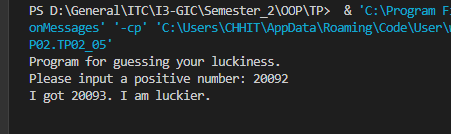 PS D:\General\ITC\I3-GIC\Semester_2\OOP\TP>  & 'C:\Program Fi
onMessages' '-cp' 'C:\Users\CHHIT\AppData\Roaming\Code\User\w
P02.TP02_05'
Program for guessing your luckiness.
Please input a positive number: 20092
I got 20093. I am luckier.